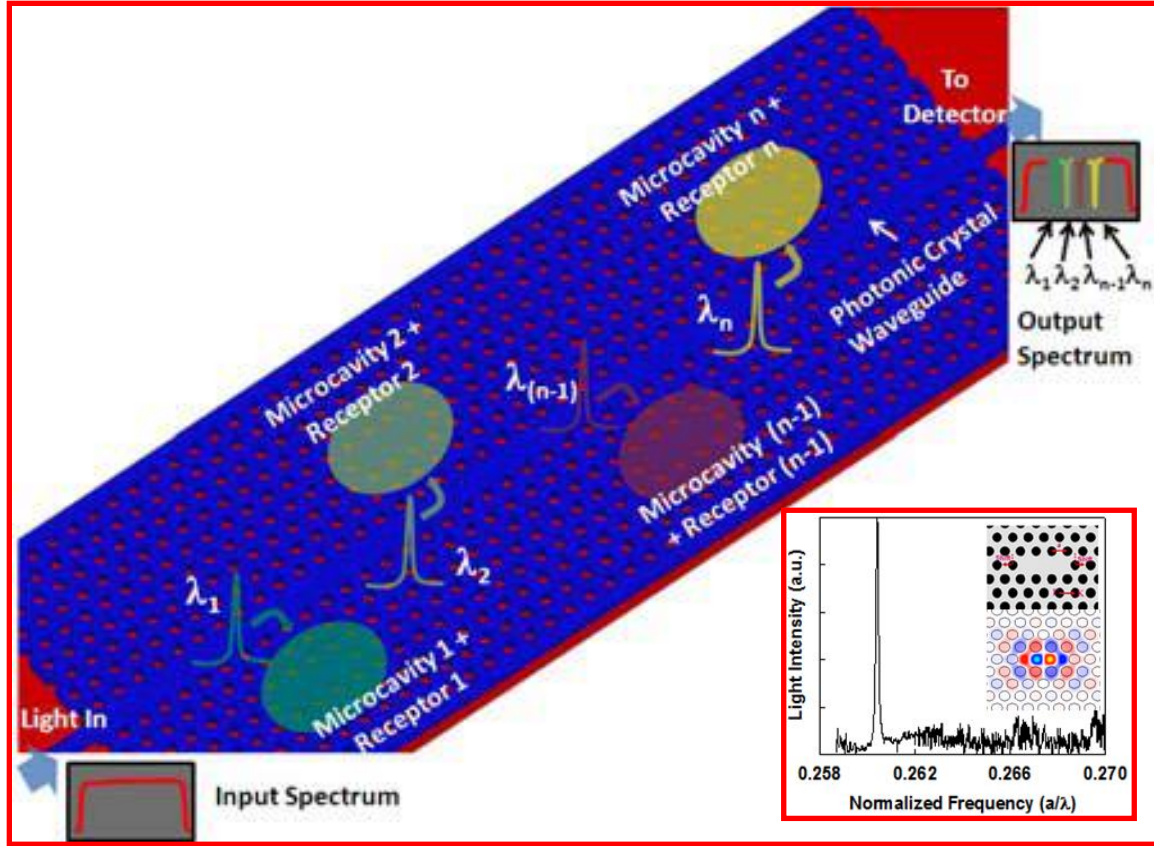 To
Detector
Microcavity n +
Receptor n
Photonic Crystal
Waveguide
λ1 λ2 λn-1 λn
Output
Spectrum
λn
Microcavity 2 +
Receptor 2
λ(n-1)
Microcavity (n-1)
+ Receptor (n-1)
λ2
λ1
Microcavity 1 +
Receptor 1
Light In
Input Spectrum
Light Intensity (a.u.)
0.258 0.262 0.266 0.270
Normalized Frequency (a/λ)